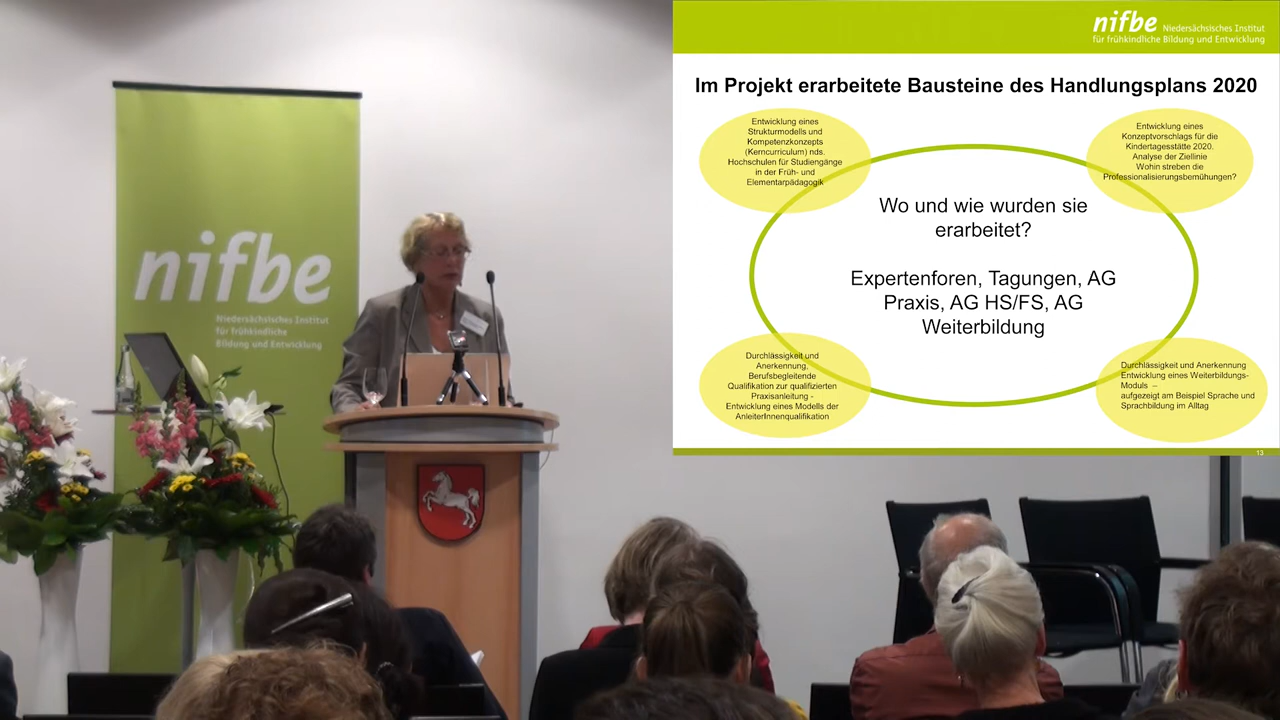 nifbe
Niedersächsisches Institut
für frühkindliche
Bildung und Entwicklung
nifbe Niedersächsisches Institut
für frühkindliche Bildung und Entwicklung
Im Projekt erarbeitete Bausteine des Handlungsplans 2020
Entwicklung eines
Strukturmodells und
Kompetenzkonzepts
(Kerncurriculum) nds.
Hochschulen für Studiengänge
in der Früh- und
Elementarpädagogik
Entwicklung eines
Konzeptvorschlags für die
Kindertagesstätte 2020.
Analyse der Ziellinie
Wohin streben die
Professionalisierungsbemühungen?
Wo und wie wurden sie
erarbeitet?
Expertenforen, Tagungen, AG
Praxis, AG HS/FS, AG
Weiterbildung
Durchlässigkeit und
Anerkennung,
Berufsbegleitende
Qualifikation zur qualifizierten
Praxisanleitung -
Entwicklung eines Modells der
AnleiterInnenqualifikation
Durchlässigkeit und Anerkennung
Entwicklung eines Weiterbildungs-
Moduls –
aufgezeigt am Beispiel Sprache und
Sprachbildung im Alltag
13